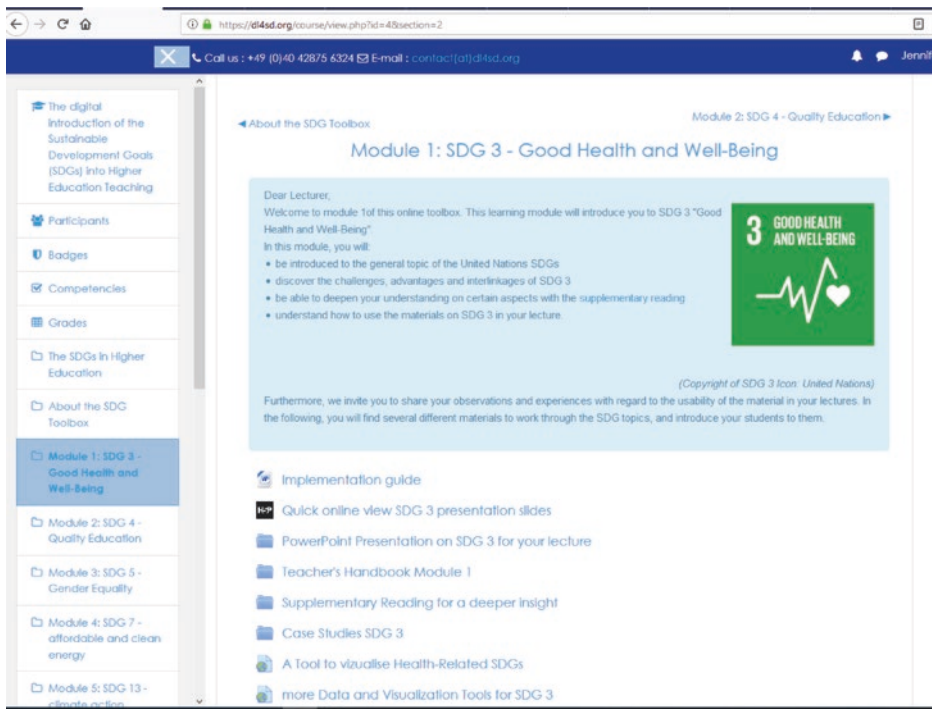 https://dl4sd.org/course/view.php?id=4&section=2
Call us : +49 (0)40 42875 6324 E-mail : contact[at]dl4sd.org
Jennif
The digital
introduction of the
Sustainable
Development Goals
(SDGs) into Higher
Education Teaching
Participants
Badges
Competencies
Grades
The SDGs in Higher
Education
About the SDG
Toolbox
Module 1: SDG 3 -
Good Health and
Well-Being
Module 2: SDG 4 -
Quality Education
Module 3: SDG 5 -
Gender Equality
Module 4: SDG 7 -
affordable and clean
energy
Module 5: SDG 13 -
climate action
◄About the SDG Toolbox
Module 2: SDG 4 - Quality Education►
Module 1: SDG 3 - Good Health and Well-Being
Dear Lecturer,
Welcome to module 1of this online toolbox. This learning module will introduce you to SDG 3 "Good
Health and Well-Being"
In this module, you will:
• be introduced to the general topic of the United Nations SDGs
• discover the challenges, advantages and interlinkages of SDG 3
• be able to deepen your understanding on certain aspects with the supplementary reading
• understand how to use the materials on SDG 3 in your lecture.
3 GOOD HEALTH
AND WELL-BEING
(Copyright of SDG 3 Icon: United Nations)
Furthermore, we invite you to share your observations and experiences with regard to the usability of the material in your lectures. In
the following, you will find several different materials to work through the SDG topics, and introduce your students to them.
Implementation guide
H5P Quick online view SDG 3 presentation slides
PowerPoint Presentation on SDG 3 for your lecture
Teacher's Handbook Module 1
Supplementary Reading for a deeper insight
Case Studies SDG 3
A Tool to vizualise Health-Related SDGs
more Data and Visualization Tools for SDG 3